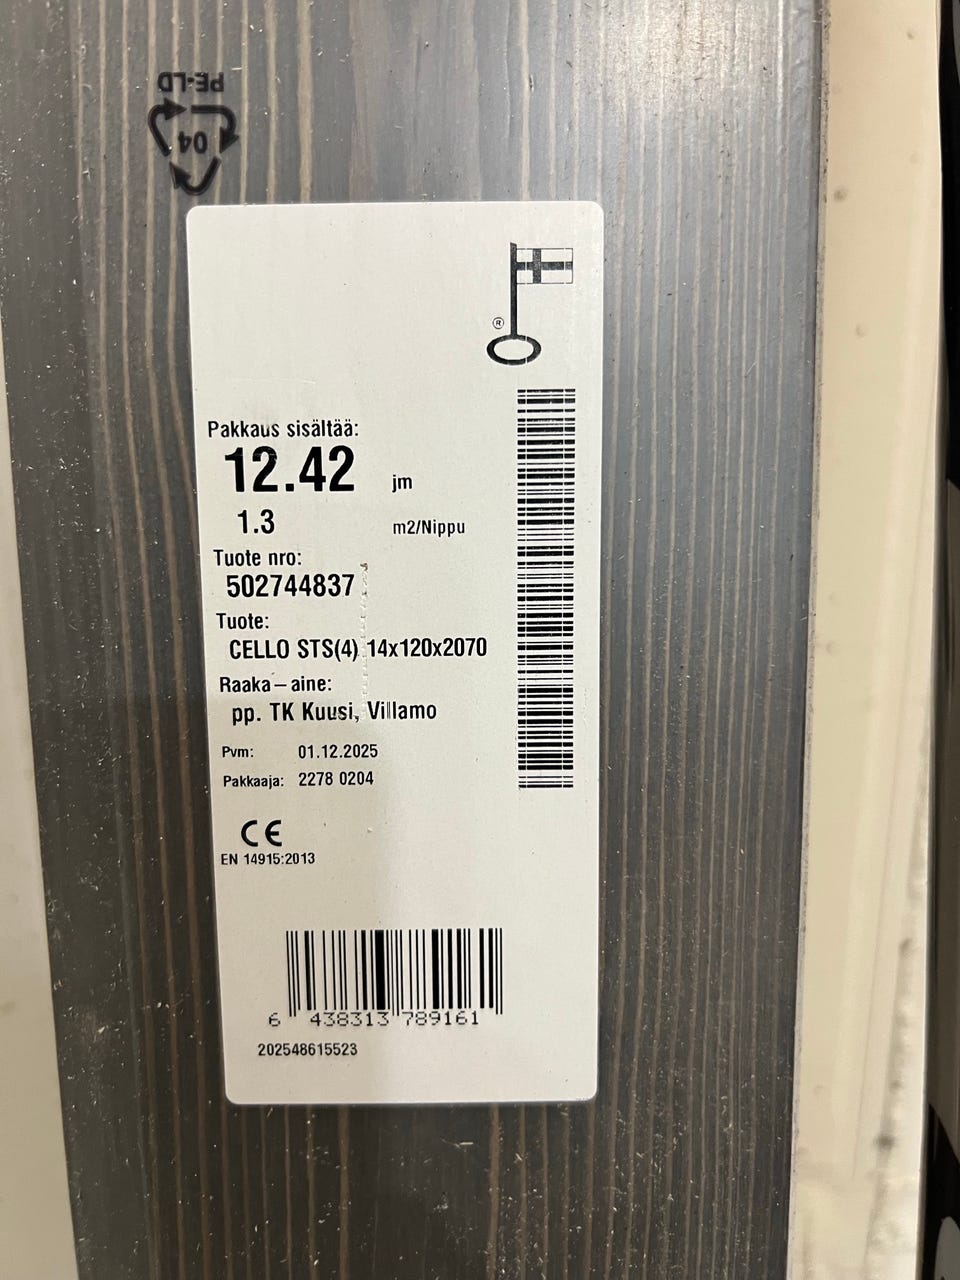 PE-LD
04
®
Pakkaus sisältää:
12.42 jm
1.3 m2/Nippu
Tuote nro:
502744837
Tuote:
CELLO STS(4) 14x120x2070
Raaka-aine:
pp. TK Kuusi, Villamo
Pvm: 01.12.2025
Pakkaaja: 2278 0204
CE
EN 14915:2013
6 438313 789161
202548615523